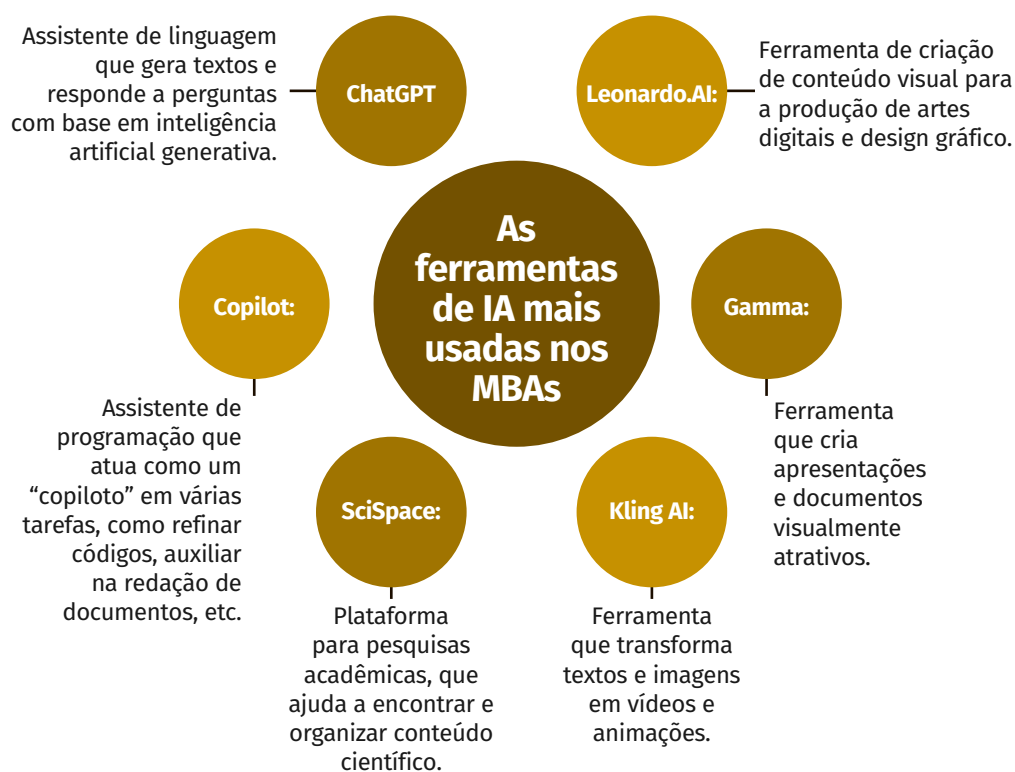 As
ferramentas
de IA mais
usadas nos
MBAs
ChatGPT
Assistente de linguagem
que gera textos e
responde a perguntas
com base em inteligência
artificial generativa.
Leonardo.AI:
Ferramenta de criação
de conteúdo visual para
a produção de artes
digitais e design gráfico.
Copilot:
Assistente de
programação que
atua como um
“copiloto” em várias
tarefas, como refinar
códigos, auxiliar
na redação de
documentos, etc.
Gamma:
Ferramenta
que cria
apresentações
e documentos
visualmente
atrativos.
SciSpace:
Plataforma
para pesquisas
acadêmicas, que
ajuda a encontrar e
organizar conteúdo
científico.
Kling AI:
Ferramenta
que transforma
textos e imagens
em vídeos e
animações.